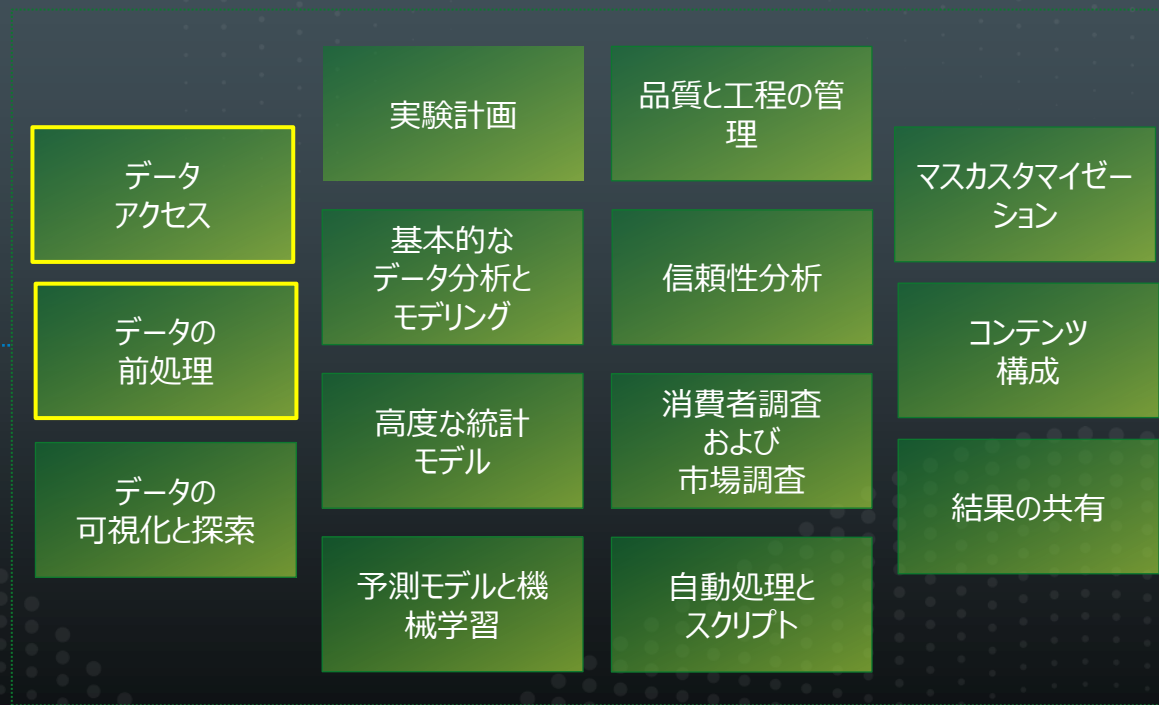 データ
アクセス
データの
前処理
データの
可視化と探索
実験計画
基本的な
データ分析と
モデリング
高度な統計
モデル
予測モデルと機
械学習
品質と工程の管
理
信頼性分析
消費者調査
および
市場調査
自動処理と
スクリプト
マスカスタマイゼー
ション
コンテンツ
構成
結果の共有